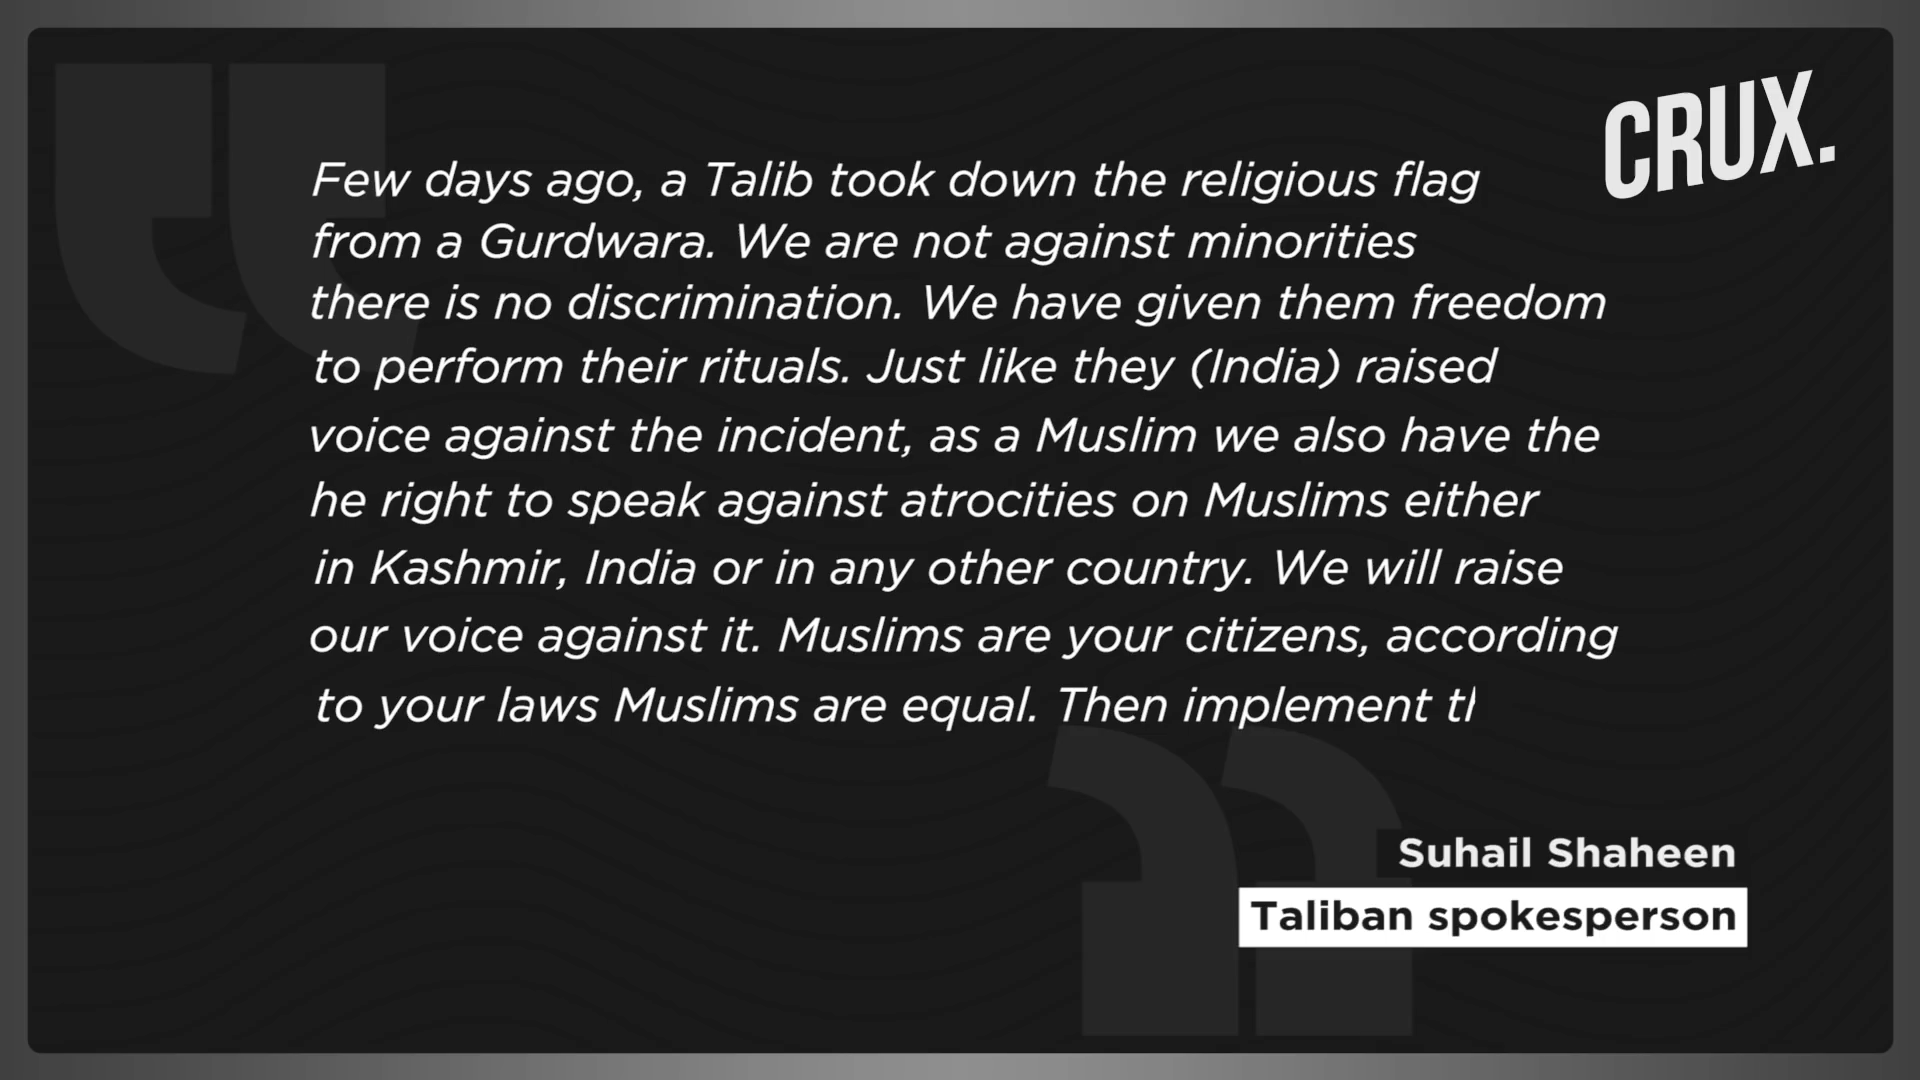 CRUX.
Few days ago, a Talib took down the religious flag
from a Gurdwara. We are not against minorities
there is no discrimination. We have given them freedom
to perform their rituals. Just like they (India) raised
voice against the incident, as a Muslim we also have the
he right to speak against atrocities on Muslims either
in Kashmir, India or in any other country. We will raise
our voice against it. Muslims are your citizens, according
to your laws Muslims are equal. Then implement
Suhail Shaheen
Taliban spokesperson